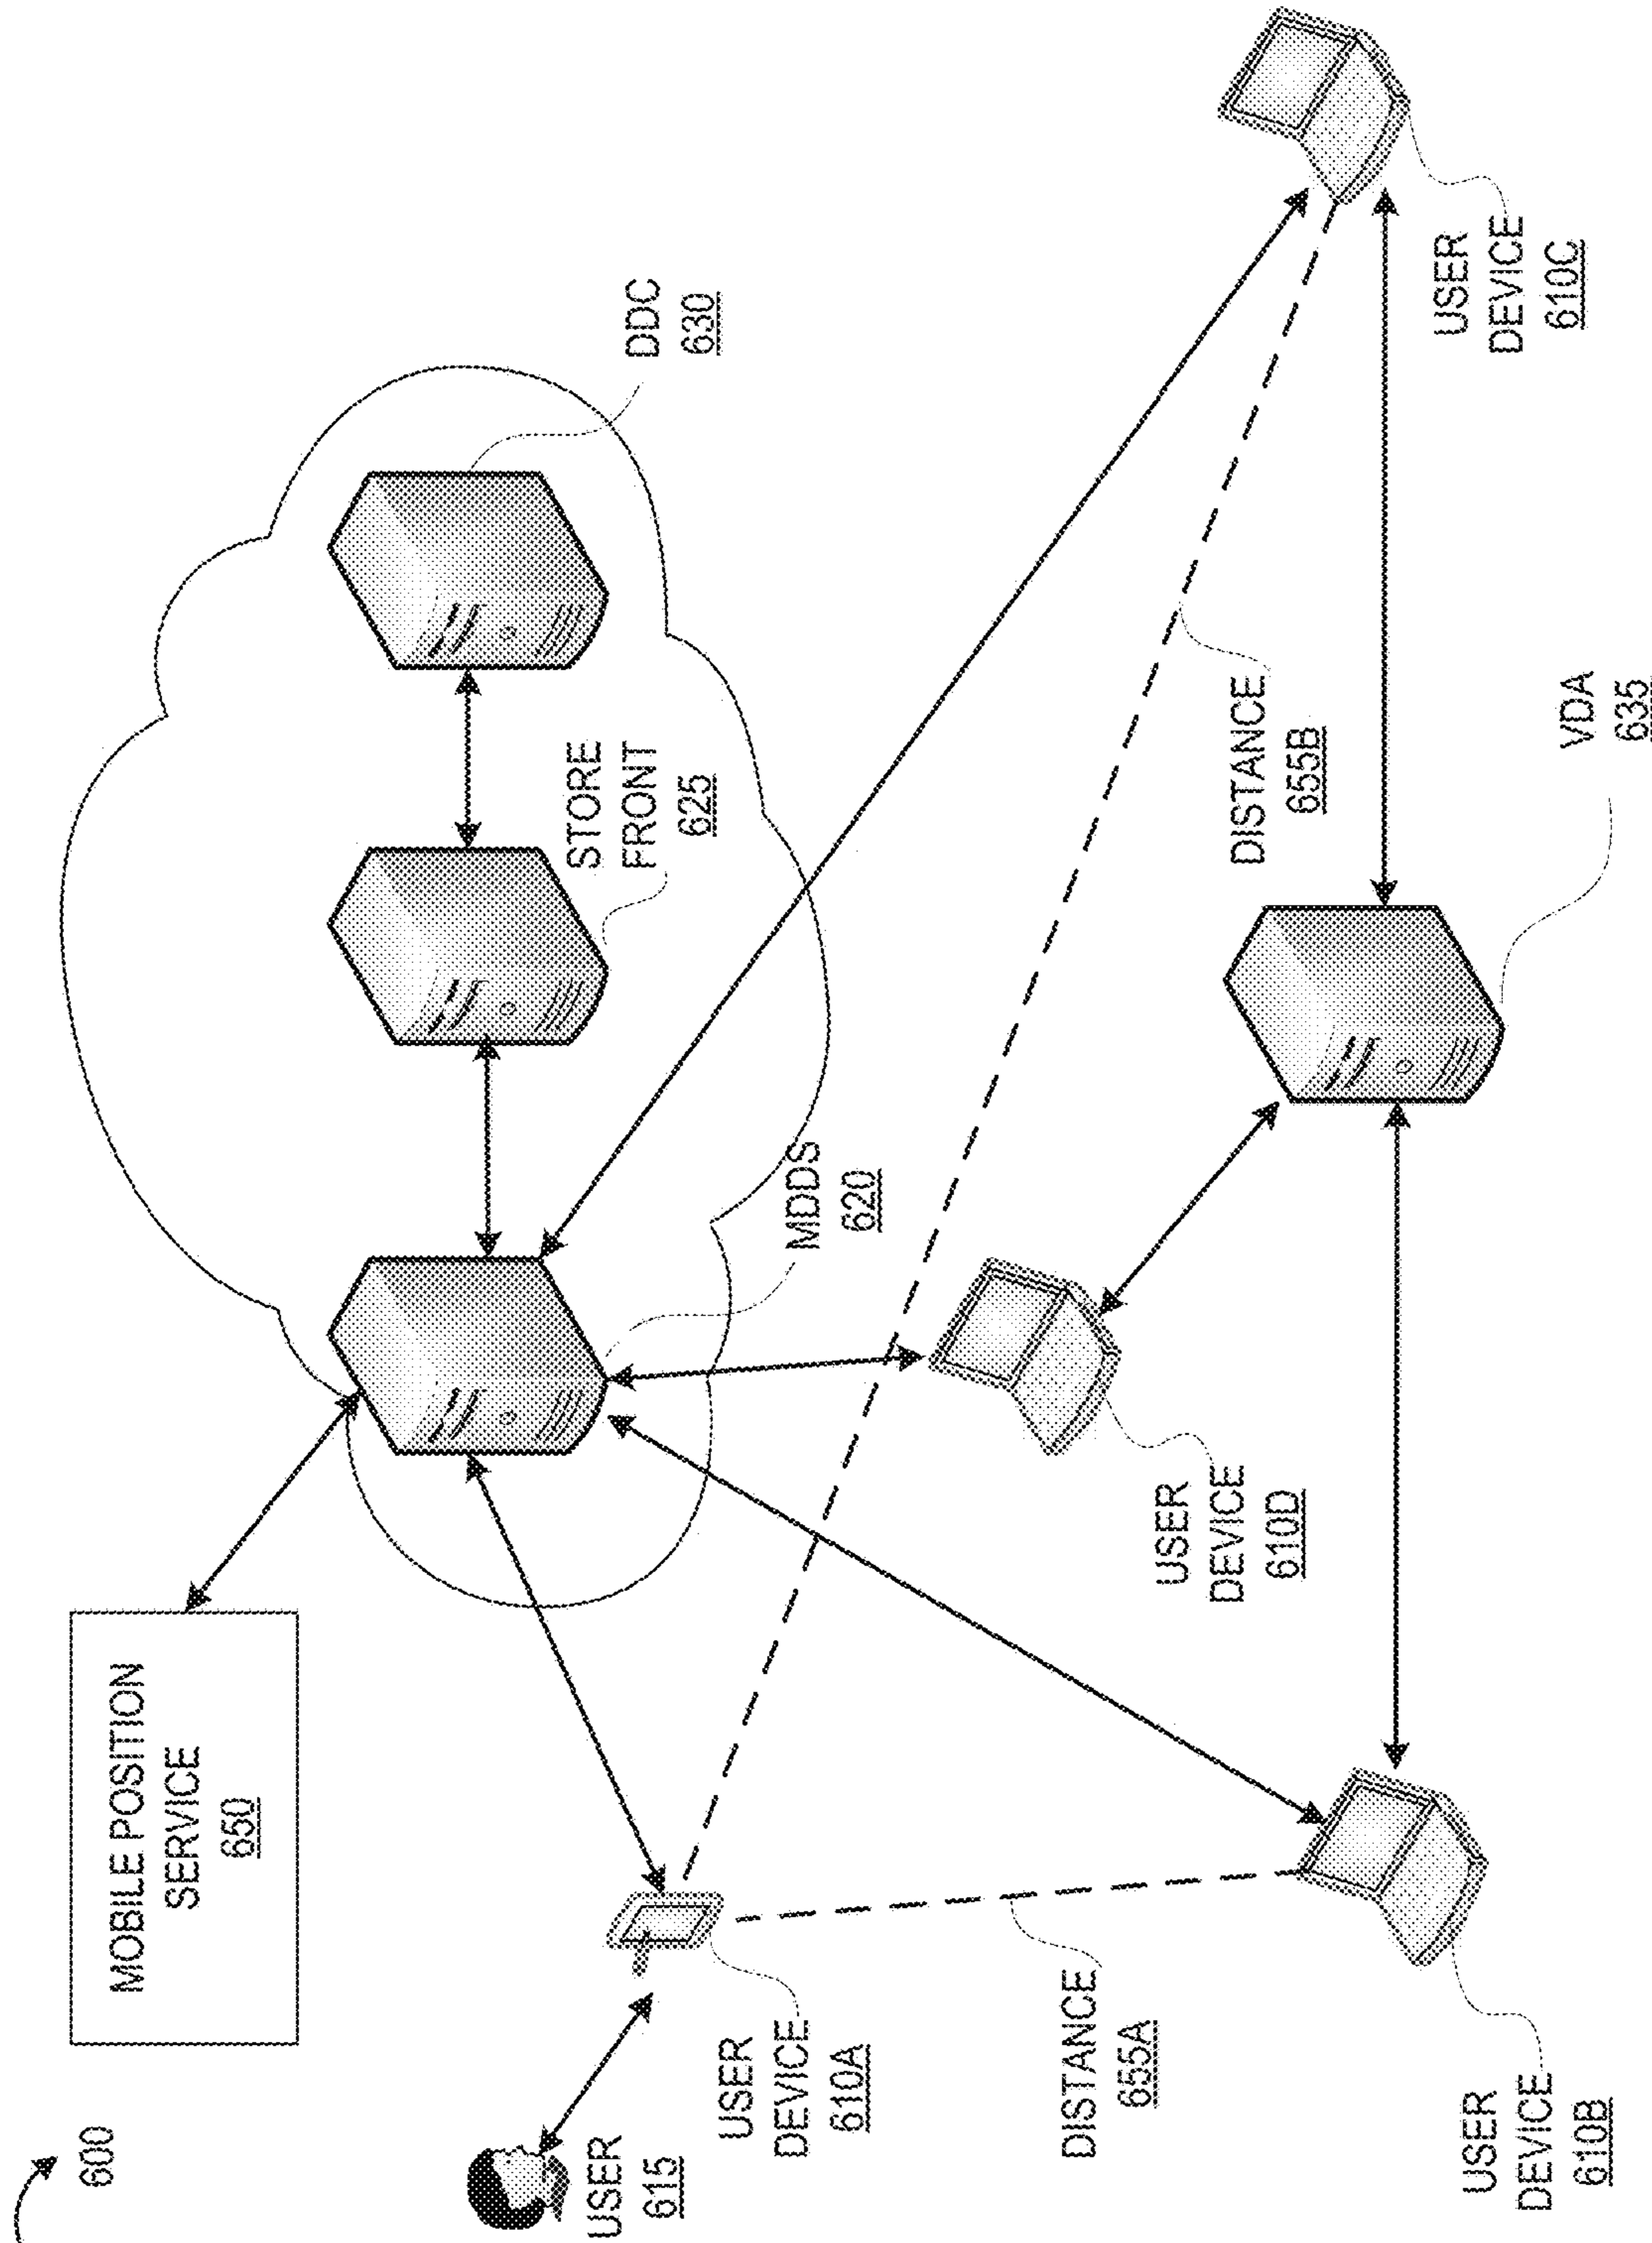 600
MOBILE POSITION
SERVICE
650
DDC
630
STORE
FRONT
625
MDDS
620
USER
615
USER
DEVICE
610A
DISTANCE
655A
DISTANCE
655B
USER
DEVICE
610D
USER
DEVICE
610B
VDA
635
USER
DEVICE
610C